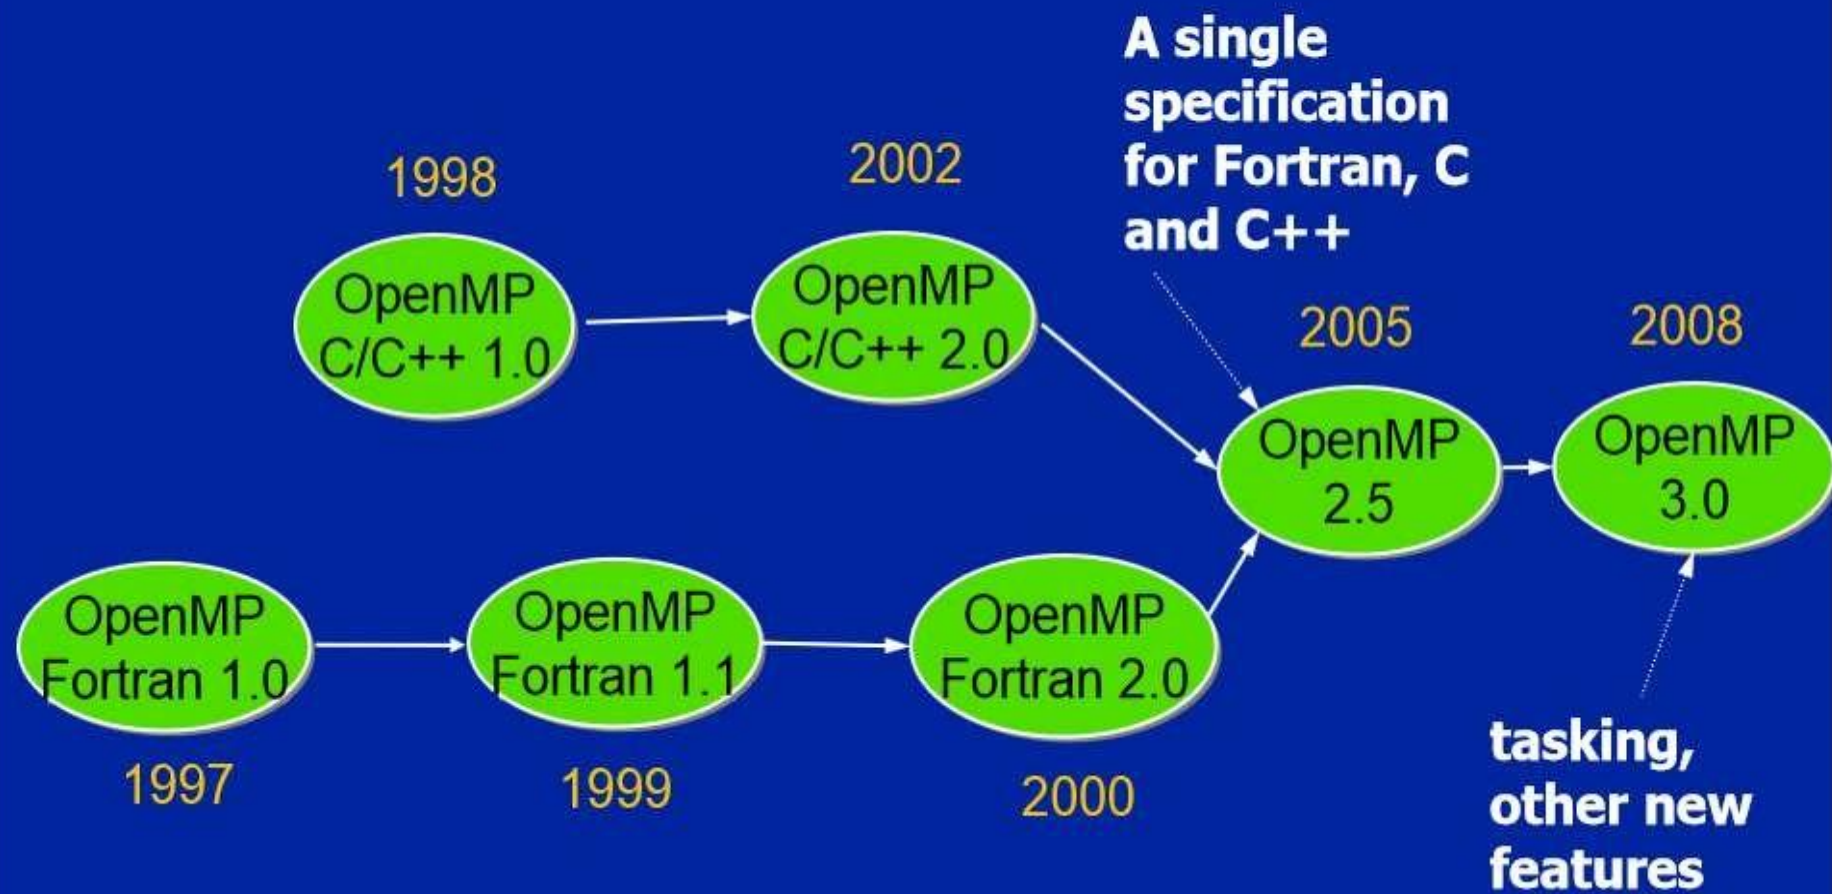 A single
specification
for Fortran, C
and C++
1998
2002
OpenMP
C/C++ 1.0
OpenMP
C/C++ 2.0
2005
2008
OpenMP
2.5
OpenMP
3.0
OpenMP
Fortran 1.0
OpenMP
Fortran 1.1
OpenMP
Fortran 2.0
1997
1999
2000
tasking,
other new
features